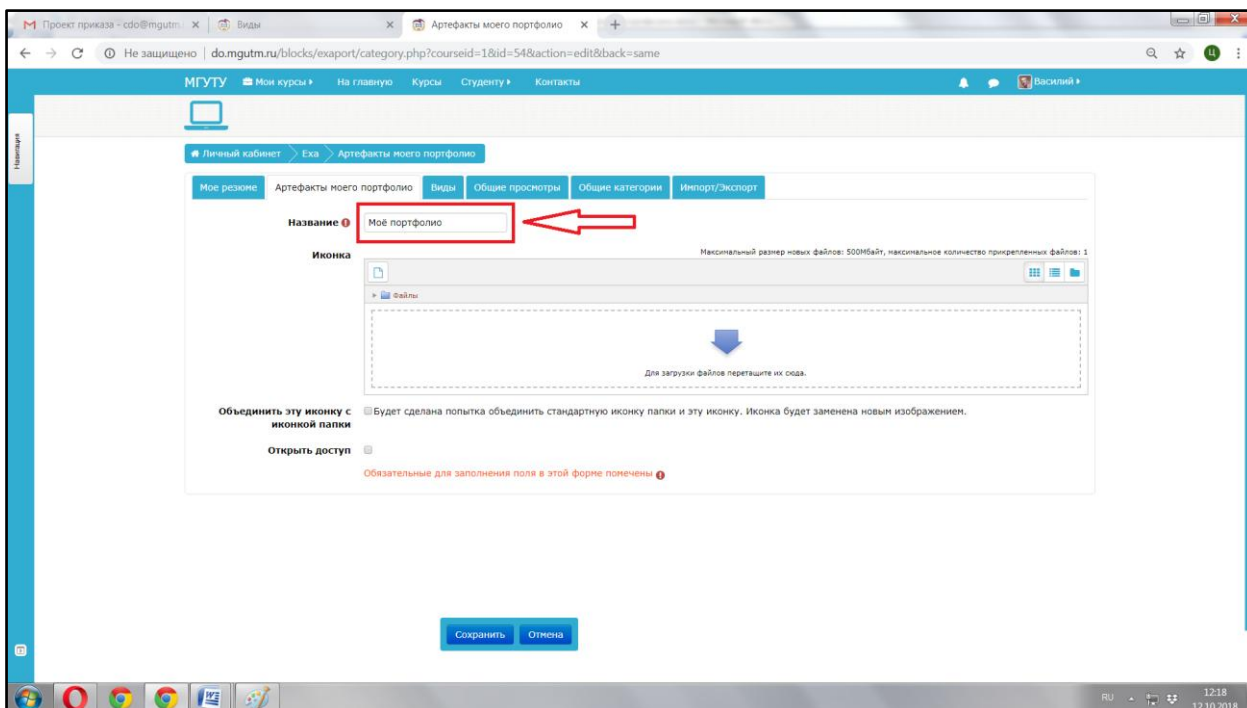 Проект приказа - cdo@mgutm.
Виды
Артефакты моего портфолио
Не защищено | do.mgutm.ru/blocks/exaport/category.php?courseid=1&id=54&action=edit&back=same
МГУТУ Мои курсы На главную Курсы Студенту Контакты Василий
Навигация
Личный кабинет Exa Артефакты моего портфолио
Мое резюме Артефакты моего портфолио Виды Общие просмотры Общие категории Импорт/Экспорт
Название Моё портфолио
Иконка Максимальный размер новых файлов: 500Мбайт, максимальное количество прикрепленных файлов: 1
Файлы
Для загрузки файлов перетащите их сюда.
Объединить эту иконку с Будет сделана попытка объединить стандартную иконку папки и эту иконку. Иконка будет заменена новым изображением.
иконкой папки
Открыть доступ
Обязательные для заполнения поля в этой форме помечены
Сохранить Отмена
RU 12:18
12.10.2018